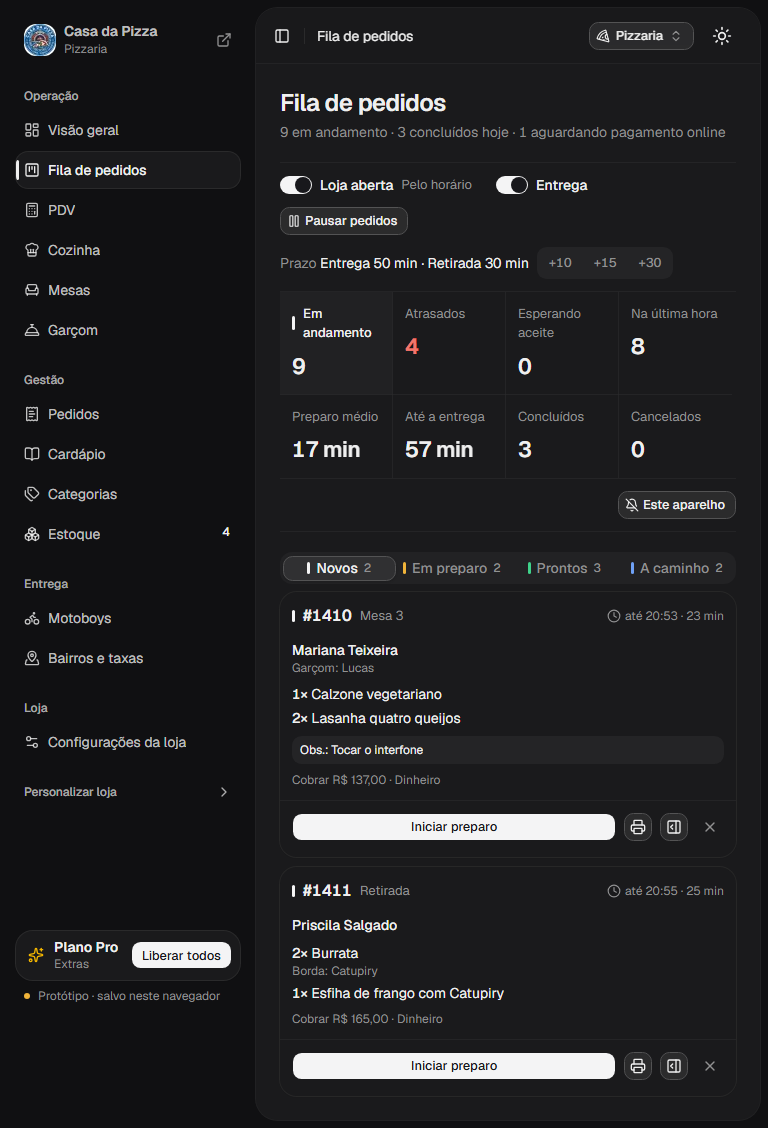 Casa da Pizza
Pizzaria
Operação
Visão geral
Fila de pedidos
PDV
Cozinha
Mesas
Garçom
Gestão
Pedidos
Cardápio
Categorias
Estoque 4
Entrega
Motoboys
Bairros e taxas
Loja
Configurações da loja
Personalizar loja
Plano Pro
Extras
Liberar todos
Protótipo · salvo neste navegador
Fila de pedidos
Pizzaria
Fila de pedidos
9 em andamento · 3 concluídos hoje · 1 aguardando pagamento online
Loja aberta Pelo horário Entrega
Pausar pedidos
Prazo Entrega 50 min · Retirada 30 min +10 +15 +30
Em
andamento
9
Atrasados
4
Esperando
aceite
0
Na última hora
8
Preparo médio
17 min
Até a entrega
57 min
Concluídos
3
Cancelados
0
Este aparelho
Novos 2 Em preparo 2 Prontos 3 A caminho 2
#1410 Mesa 3 até 20:53 · 23 min
Mariana Teixeira
Garçom: Lucas
1× Calzone vegetariano
2× Lasanha quatro queijos
Obs.: Tocar o interfone
Cobrar R$ 137,00 · Dinheiro
Iniciar preparo
#1411 Retirada até 20:55 · 25 min
Priscila Salgado
2× Burrata
Borda: Catupiry
1× Esfiha de frango com Catupiry
Cobrar R$ 165,00 · Dinheiro
Iniciar preparo